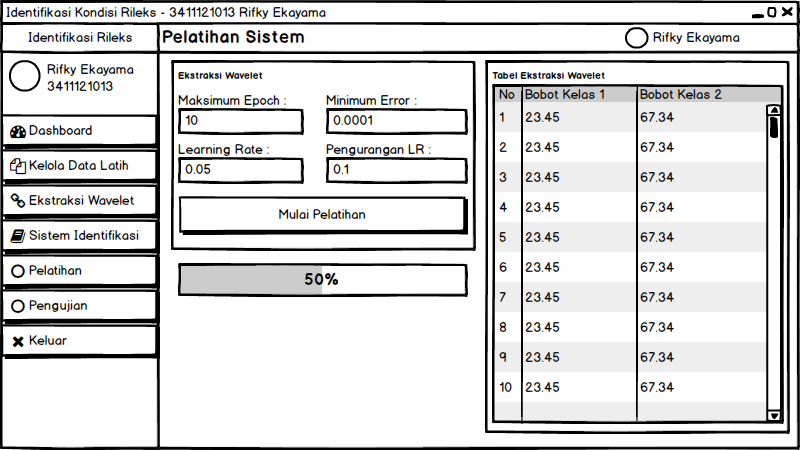 Identifikasi Kondisi Rileks - 3411121013 Rifky Ekayama
Identifikasi Rileks
Pelatihan Sistem
Rifky Ekayama
Rifky Ekayama
3411121013
Dashboard
Kelola Data Latih
Ekstraksi Wavelet
Sistem Identifikasi
Pelatihan
Pengujian
Keluar
Ekstraksi Wavelet
Maksimum Epoch : Minimum Error :
10 0.0001
Learning Rate : Pengurangan LR :
0.05 0.1
Mulai Pelatihan
50%
Tabel Ekstraksi Wavelet
No Bobot Kelas 1 Bobot Kelas 2
1 23.45 67.34
2 23.45 67.34
3 23.45 67.34
4 23.45 67.34
5 23.45 67.34
6 23.45 67.34
7 23.45 67.34
8 23.45 67.34
9 23.45 67.34
10 23.45 67.34